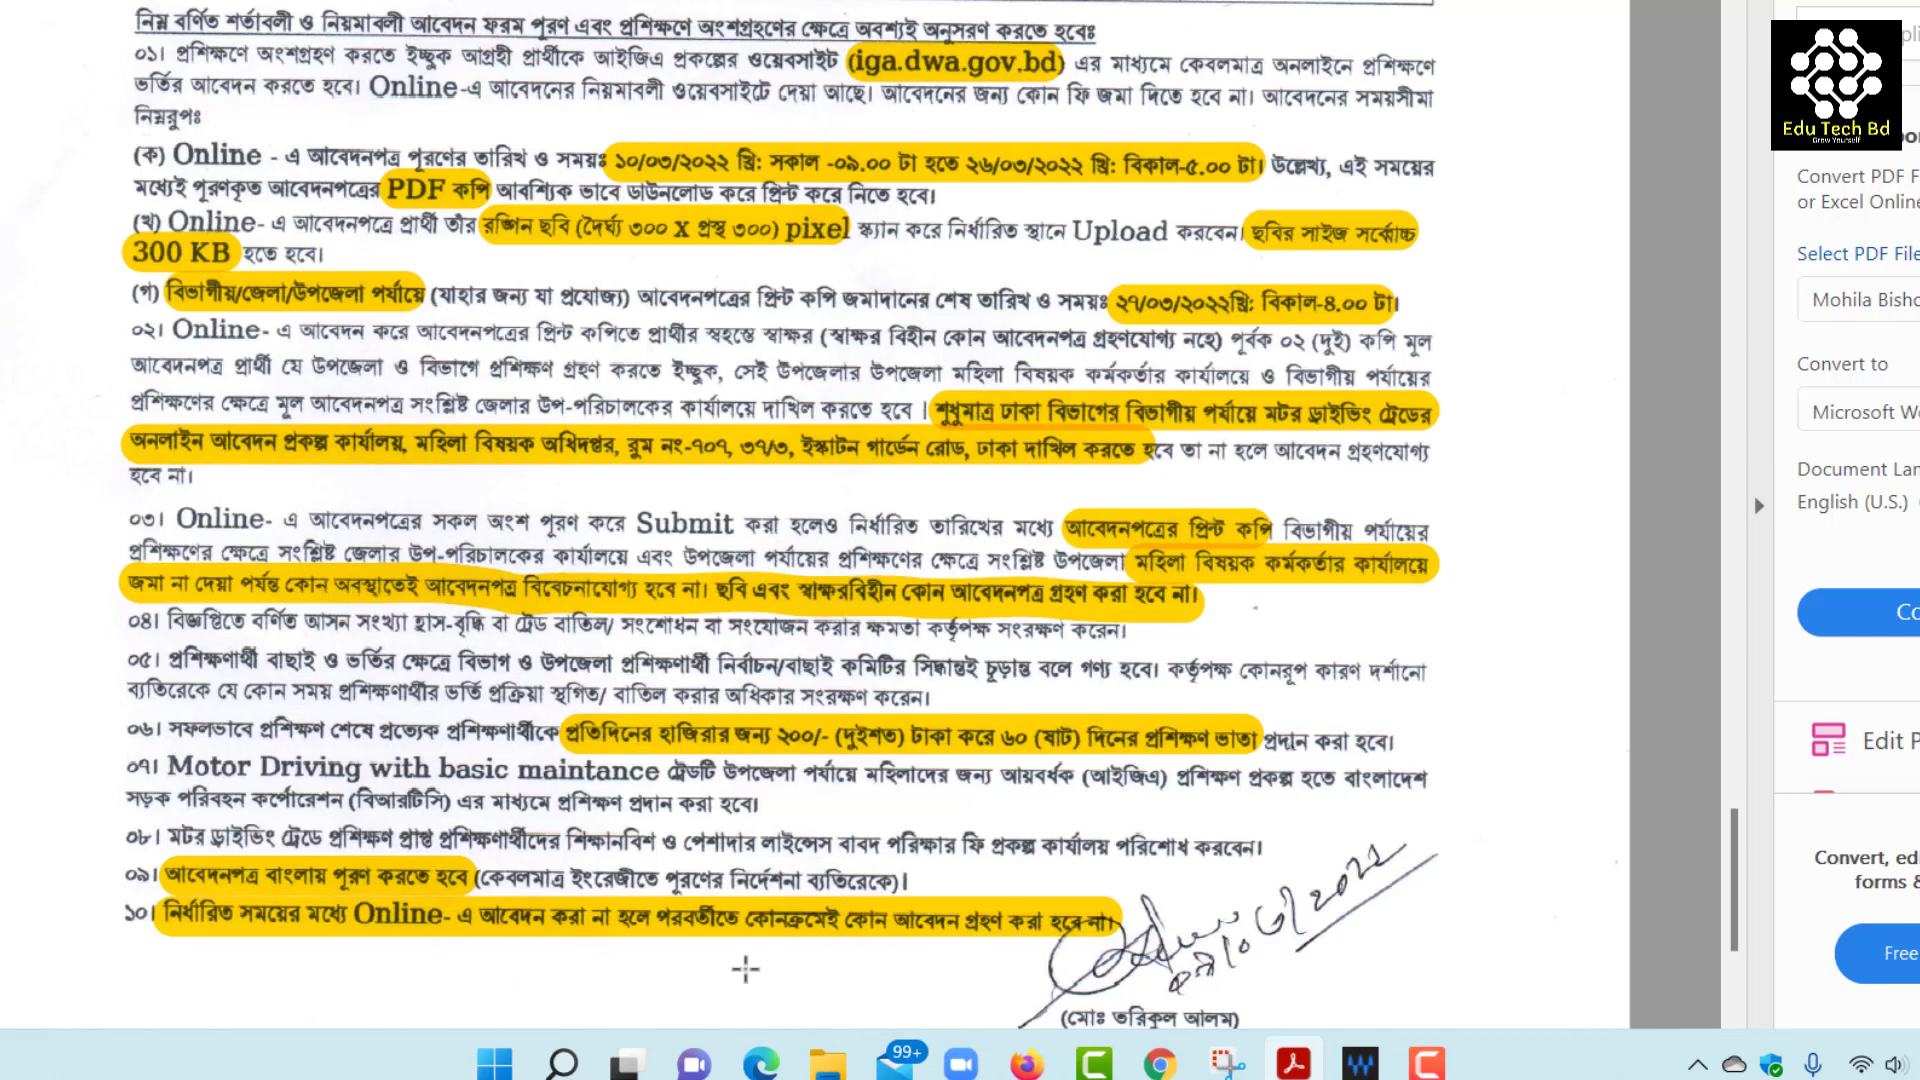 নিম্ন বর্ণিত শর্তাবলী ও নিয়মাবলী আবেদন ফরম পূরণ এবং প্রশিক্ষণে অংশগ্রহণের ক্ষেত্রে অবশ্যই অনুসরণ করতে হবেঃ
০১। প্রশিক্ষণে অংশগ্রহণ করতে ইচ্ছুক আগ্রহী প্রার্থীকে আইজিএ প্রকল্পের ওয়েবসাইট (iga.dwa.gov.bd) এর মাধ্যমে কেবলমাত্র অনলাইনে প্রশিক্ষণে
ভর্তির আবেদন করতে হবে। Online -এ আবেদনের নিয়মাবলী ওয়েবসাইটে দেয়া আছে। আবেদনের জন্য কোন ফি জমা দিতে হবে না। আবেদনের সময়সীমা
নিম্নরুপঃ
(ক) Online - এ আবেদনপত্র পূরণের তারিখ ও সময়ঃ ১০/০৩/২০২২ খ্রি: সকাল -০৯.০০ টা হতে ২৬/০৩/২০২২ খ্রি: বিকাল-৫.০০ টা। উল্লেখ্য, এই সময়ের
মধ্যেই পূরণকৃত আবেদনপত্রের PDF কপি আবশ্যিক ভাবে ডাউনলোড করে প্রিন্ট করে নিতে হবে।
(খ) Online- এ আবেদনপত্রে প্রার্থী তাঁর রঙ্গিন ছবি (দৈর্ঘ্য ৩০০ X প্রস্থ ৩০০) pixel স্ক্যান করে নির্ধারিত স্থানে Upload করবেন। ছবির সাইজ সর্বোচ্চ
300 KB হতে হবে।
(গ) বিভাগীয়/জেলা/উপজেলা পর্যায়ে (যাহার জন্য যা প্রযোজ্য) আবেদনপত্রের প্রিন্ট কপি জমাদানের শেষ তারিখ ও সময়ঃ ২৭/০৩/২০২২খ্রি: বিকাল-৪.০০ টা।
০২। Online- এ আবেদন করে আবেদনপত্রের প্রিন্ট কপিতে প্রার্থীর স্বহস্তে স্বাক্ষর (স্বাক্ষর বিহীন কোন আবেদনপত্র গ্রহণযোগ্য নহে) পূর্বক ০২ (দুই) কপি মূল
আবেদনপত্র প্রার্থী যে উপজেলা ও বিভাগে প্রশিক্ষণ গ্রহণ করতে ইচ্ছুক, সেই উপজেলার উপজেলা মহিলা বিষয়ক কর্মকর্তার কার্যালয়ে ও বিভাগীয় পর্যায়ের
প্রশিক্ষণের ক্ষেত্রে মূল আবেদনপত্র সংশ্লিষ্ট জেলার উপ-পরিচালকের কার্যালয়ে দাখিল করতে হবে । শুধুমাত্র ঢাকা বিভাগের বিভাগীয় পর্যায়ে মটর ড্রাইভিং ট্রেডের
অনলাইন আবেদন প্রকল্প কার্যালয়, মহিলা বিষয়ক অধিদপ্তর, রুম নং-৭০৭, ৩৭/৩, ইস্কাটন গার্ডেন রোড, ঢাকা দাখিল করতে হবে তা না হলে আবেদন গ্রহণযোগ্য
হবে না।
০৩। Online- এ আবেদনপত্রের সকল অংশ পূরণ করে Submit করা হলেও নির্ধারিত তারিখের মধ্যে আবেদনপত্রের প্রিন্ট কপি বিভাগীয় পর্যায়ের
প্রশিক্ষণের ক্ষেত্রে সংশ্লিষ্ট জেলার উপ-পরিচালকের কার্যালয়ে এবং উপজেলা পর্যায়ের প্রশিক্ষণের ক্ষেত্রে সংশ্লিষ্ট উপজেলা মহিলা বিষয়ক কর্মকর্তার কার্যালয়ে
জমা না দেয়া পর্যন্ত কোন অবস্থাতেই আবেদনপত্র বিবেচনাযোগ্য হবে না। ছবি এবং স্বাক্ষরবিহীন কোন আবেদনপত্র গ্রহণ করা হবে না।
০৪। বিজ্ঞপ্তিতে বর্ণিত আসন সংখ্যা হ্রাস-বৃদ্ধি বা ট্রেড বাতিল/ সংশোধন বা সংযোজন করার ক্ষমতা কর্তৃপক্ষ সংরক্ষণ করেন।
০৫। প্রশিক্ষণার্থী বাছাই ও ভর্তির ক্ষেত্রে বিভাগ ও উপজেলা প্রশিক্ষণার্থী নির্বাচন/বাছাই কমিটির সিদ্ধান্তই চূড়ান্ত বলে গণ্য হবে। কর্তৃপক্ষ কোনরূপ কারণ দর্শানো
ব্যতিরেকে যে কোন সময় প্রশিক্ষণার্থীর ভর্তি প্রক্রিয়া স্থগিত/ বাতিল করার অধিকার সংরক্ষণ করেন।
০৬। সফলভাবে প্রশিক্ষণ শেষে প্রত্যেক প্রশিক্ষণার্থীকে প্রতিদিনের হাজিরার জন্য ২০০/- (দুইশত) টাকা করে ৬০ (ষাট) দিনের প্রশিক্ষণ ভাতা প্রদান করা হবে।
০৭। Motor Driving with basic maintance ট্রেডটি উপজেলা পর্যায়ে মহিলাদের জন্য আয়বর্ধক (আইজিএ) প্রশিক্ষণ প্রকল্প হতে বাংলাদেশ
সড়ক পরিবহন কর্পোরেশন (বিআরটিসি) এর মাধ্যমে প্রশিক্ষণ প্রদান করা হবে।
০৮। মটর ড্রাইভিং ট্রেডে প্রশিক্ষণ প্রাপ্ত প্রশিক্ষণার্থীদের শিক্ষানবিশ ও পেশাদার লাইসেন্স বাবদ পরিক্ষার ফি প্রকল্প কার্যালয় পরিশোধ করবেন।
০৯। আবেদনপত্র বাংলায় পূরণ করতে হবে (কেবলমাত্র ইংরেজীতে পূরণের নির্দেশনা ব্যতিরেকে)।
১০। নির্ধারিত সময়ের মধ্যে Online- এ আবেদন করা না হলে পরবর্তীতে কোনক্রমেই কোন আবেদন গ্রহণ করা হবে না।
(মোঃ তরিকুল আলম)
Edu Tech Bd
Grow Yourself
Convert PDF F
or Excel Online
Select PDF File
Mohila Bisho
Convert to
Microsoft W
Document Lan
English (U.S.)
Co
Edit P
Convert, edi
forms &
Free
99+